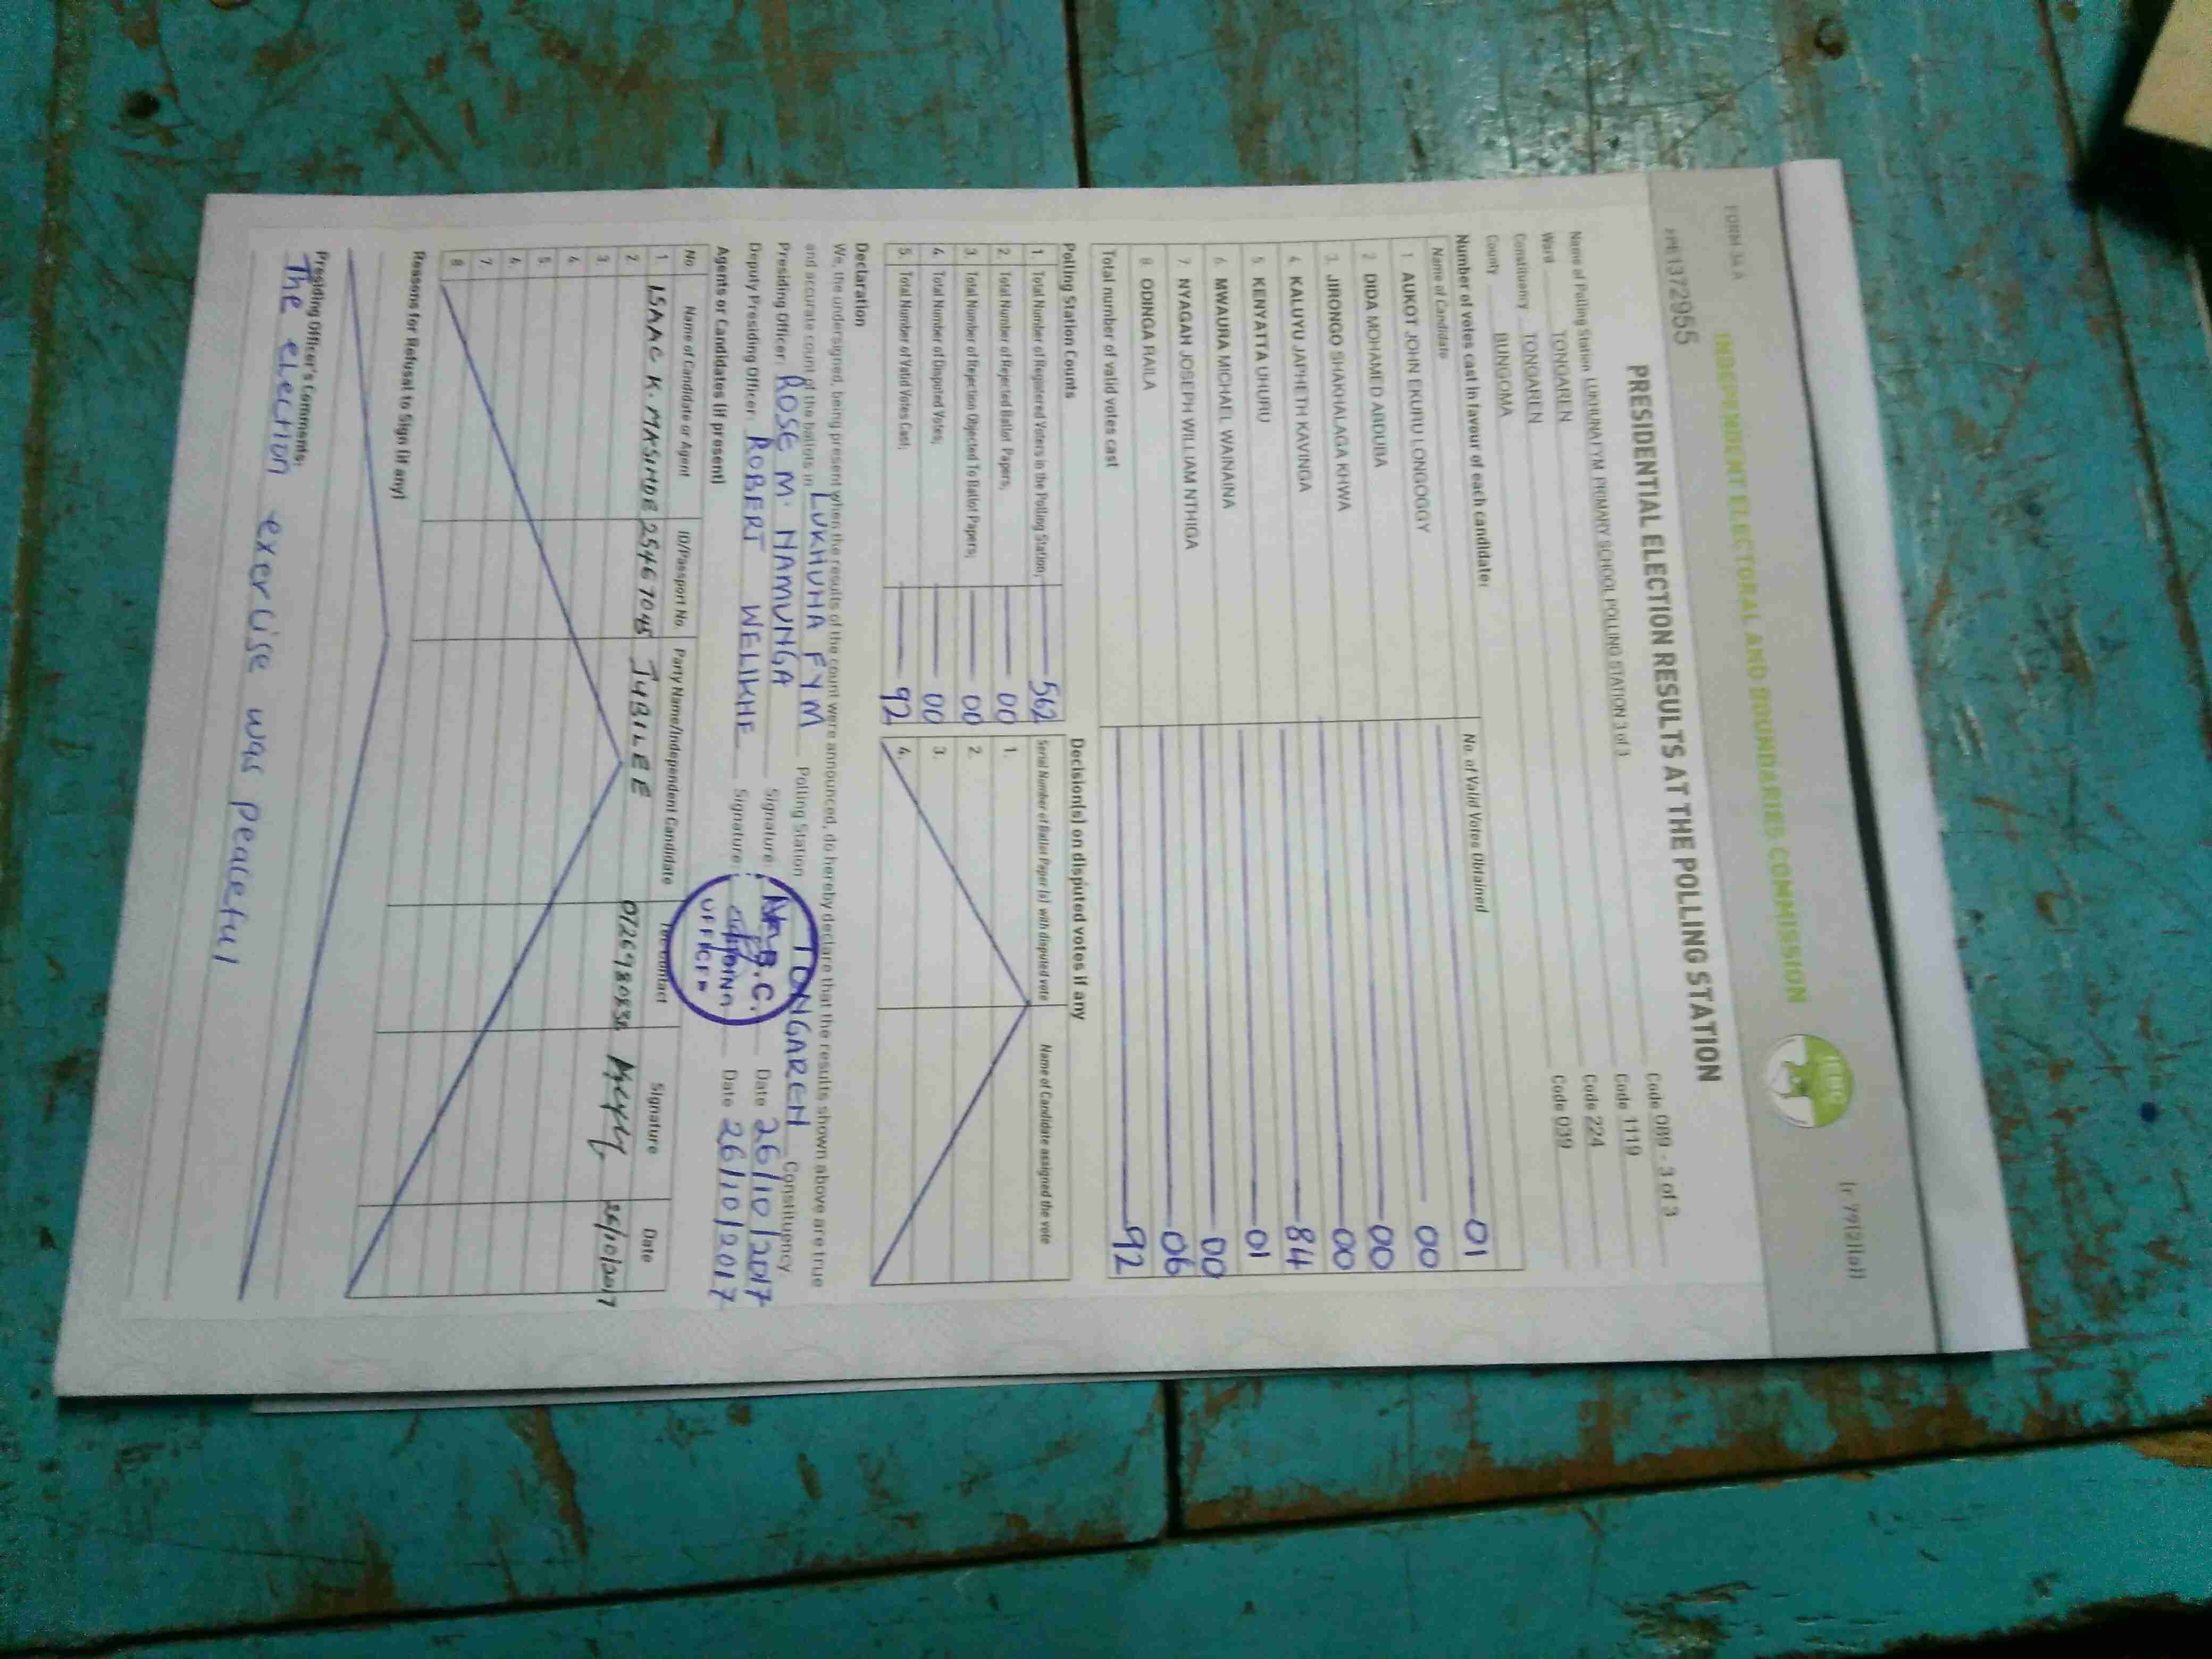 FORM 34 A
(r 79(2)(a))
INDEPENDENT ELECTORAL AND BOUNDARIES COMMISSION
IEBC
PRESIDENTIAL ELECTION RESULTS AT THE POLLING STATION
Name of Polling Station LUKHUNA FYM PRIMARY SCHOOL POLLING STATION 3 of 3 Code 089 - 3 of 3
Ward TONGAREN Code 1119
Constituency TONGAREN Code 224
County BUNGOMA Code 039
Number of votes cast in favour of each candidate:
Name of Candidate No. of Valid Votes Obtained
1. AUKOT JOHN EKURU LONGOGGY 01
2 DIDA MOHAMED ABDUBA 00
3. JIRONGO SHAKHALAGA KHWA 00
4 KALUYU JAPHETH KAVINGA 00
5 KENYATTA UHURU 84
6 MWAURA MICHAEL WAINAINA 01
7 NYAGAH JOSEPH WILLIAM NTHIGA 00
8 ODINGA RAILA 06
Total number of valid votes cast 92
Polling Station Counts Decision(s) on disputed votes if any
1 Total Number of Registered Voters in the Polling Station; 562 Serial Number of Ballot Paper (s) with disputed vote Name of Candidate assigned the vote
2. Total Number of Rejected Ballot Papers; 00 1.
3 Total Number of Rejection Objected To Ballot Papers; 00 2.
4 Total Number of Disputed Votes; 00 3.
5. Total Number of Valid Votes Cast; 92 4.
Declaration
We, the undersigned, being present when the results of the count were announced, do hereby declare that the results shown above are true
and accurate count of the ballots in LUKHUNA FYM Polling Station TONGAREN Constituency
Presiding Officer: ROSE M. NAMUNGA Signature: Date 26/10/2017
Deputy Presiding Officer: ROBERT WELIKHE Signature: Date 26/10/2017
Agents or Candidates (if present)
No Name of Candidate or Agent ID/Passport No Party Name/Independent Candidate Tel Contact Signature Date
1 ISAAC K. MASINDE 25467045 JUBILEE 26/10/2017
2
3
4
5
6.
7.
8
Reasons for Refusal to Sign (if any)
Presiding Officer's Comments:
The election exercise was peaceful